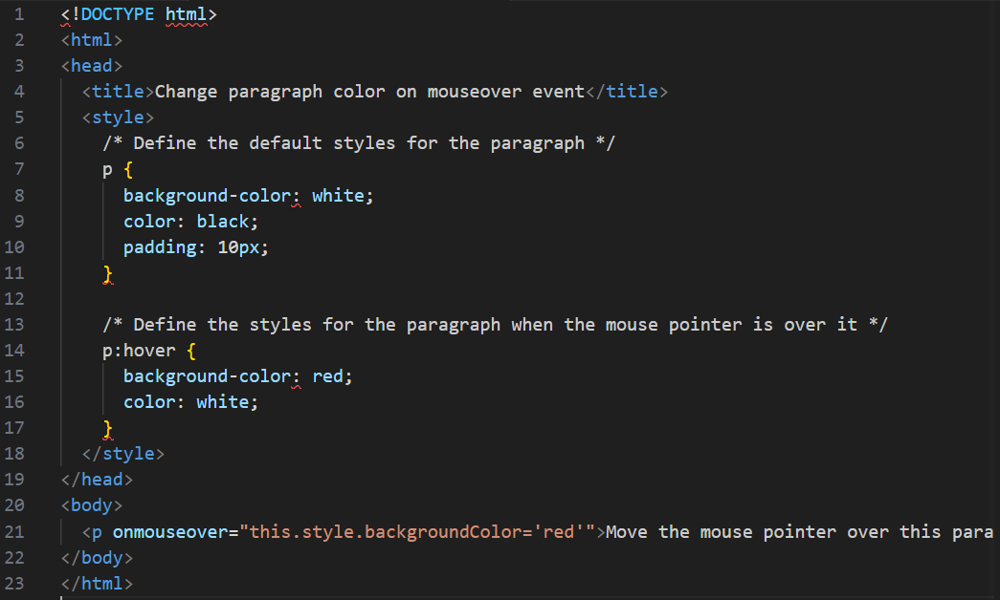 1 <!DOCTYPE html>
2 <html>
3 <head>
4 <title>Change paragraph color on mouseover event</title>
5 <style>
6 /* Define the default styles for the paragraph */
7 p {
8 background-color: white;
9 color: black;
10 padding: 10px;
11 }
12
13 /* Define the styles for the paragraph when the mouse pointer is over it */
14 p:hover {
15 background-color: red;
16 color: white;
17 }
18 </style>
19 </head>
20 <body>
21 <p onmouseover="this.style.backgroundColor='red'">Move the mouse pointer over this para
22 </body>
23 </html>